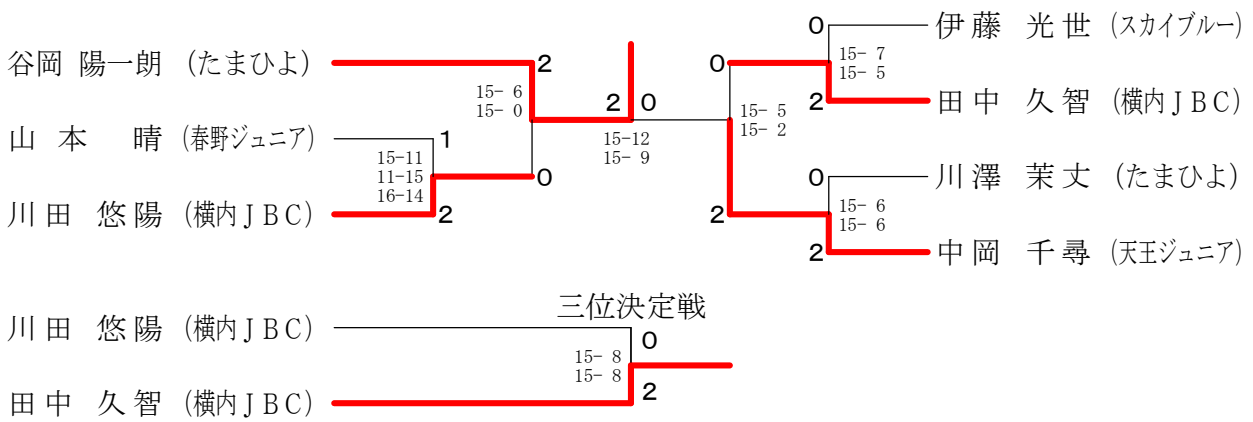 谷岡 陽一朗 (たまひよ)
2
15- 6
15- 0
山本 晴 (春野ジュニア)
1
15-11
11-15
16-14
0
川田 悠陽 (横内JBC)
2
2 0
15-12
15- 9
0 伊藤 光世 (スカイブルー)
15- 7
15- 5
2 田中 久智 (横内JBC)
0
15- 5
15- 2
2
0 川澤 茉丈 (たまひよ)
15- 6
15- 6
2 中岡 千尋 (天王ジュニア)
三位決定戦
川田 悠陽 (横内JBC)
0
15- 8
15- 8
田中 久智 (横内JBC)
2